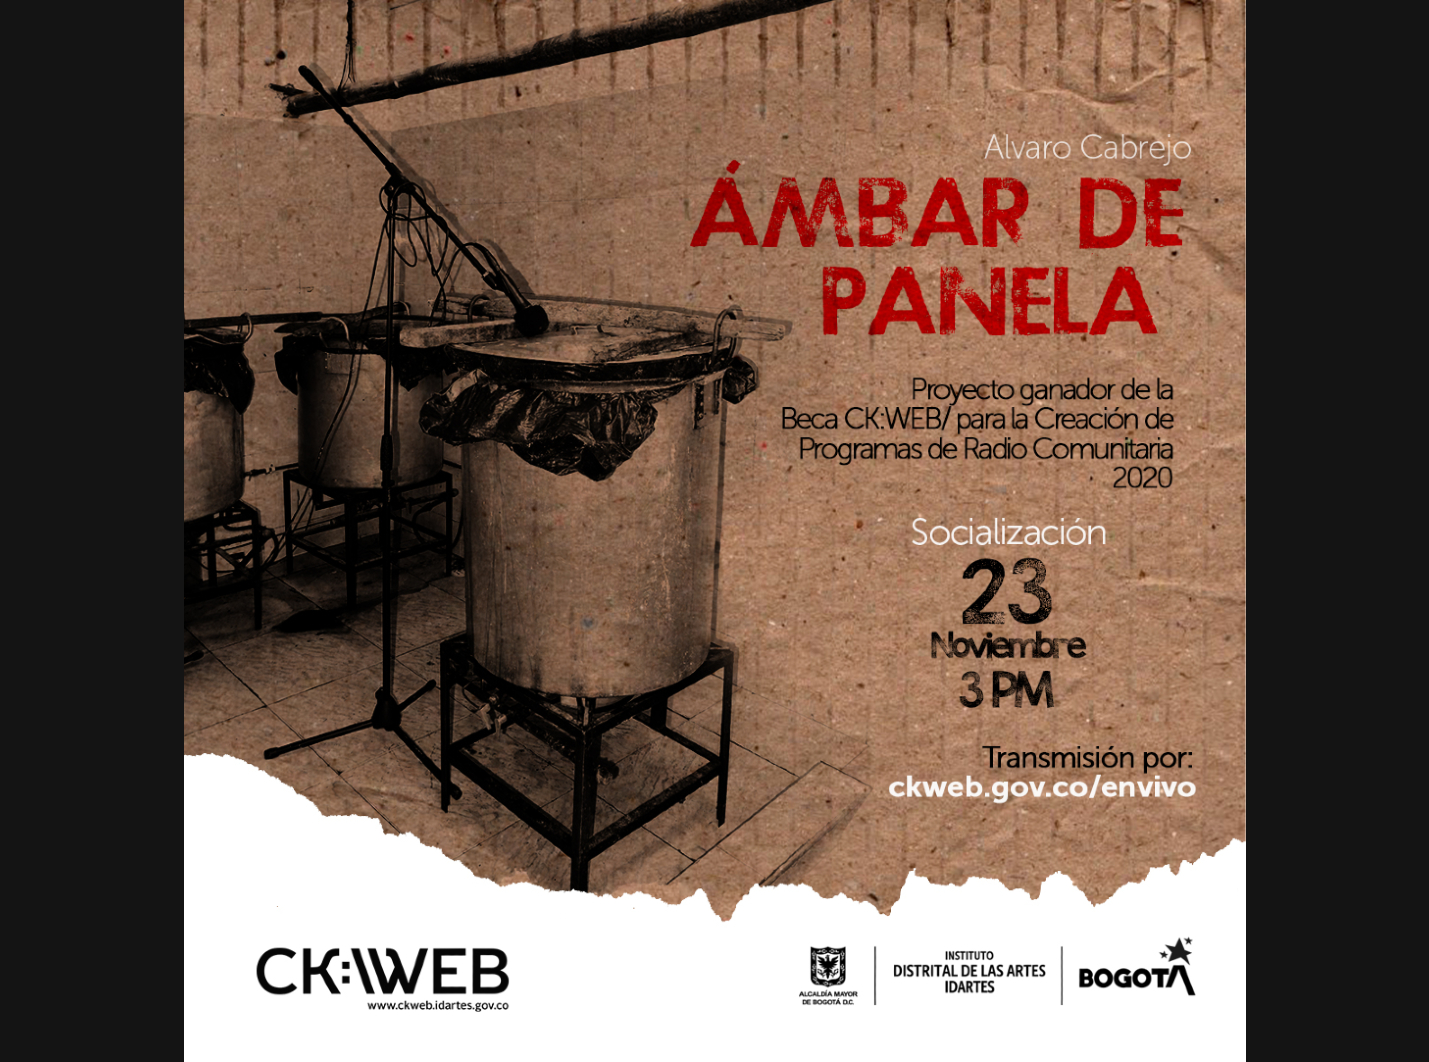 Alvaro Cabrejo
ÁMBAR DE
PANELA
Proyecto ganador de la
Beca CK:WEB/ para la Creación de
Programas de Radio Comunitaria
2020
Socialización
23
Noviembre
3 PM
Transmisión por:
ckweb.gov.co/envivo
CK:\WEB
www.ckweb.idartes.gov.co
ALCALDÍA MAYOR
DE BOGOTÁ D.C.
INSTITUTO
DISTRITAL DE LAS ARTES
IDARTES
BOGOTÁ